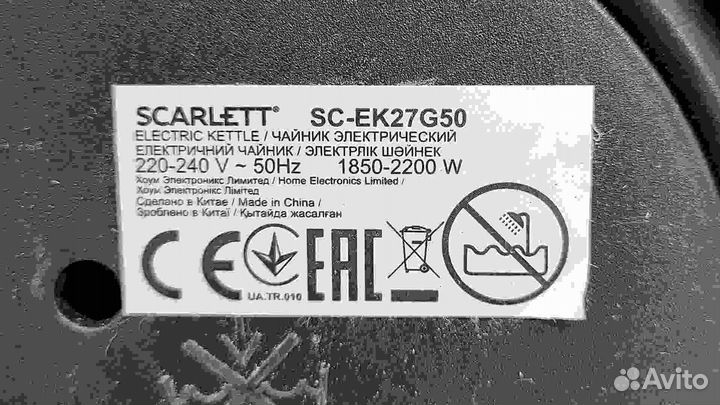 SCARLETT® SC-EK27G50
ELECTRIC KETTLE / ЧАЙНИК ЭЛЕКТРИЧЕСКИЙ
ЕЛЕКТРИЧНИЙ ЧАЙНИК / ЭЛЕКТРЛІК ШӘЙНЕК
220-240 V ~ 50Hz 1850-2200 W
Хоум Электроникс Лимитед / Home Electronics Limited /
Хоум Электронікс Лімітед
Сделано в Китае / Made in China /
Зроблено в Китаї / Қытайда жасалған
CE EAC
UA.TR.010
Avito